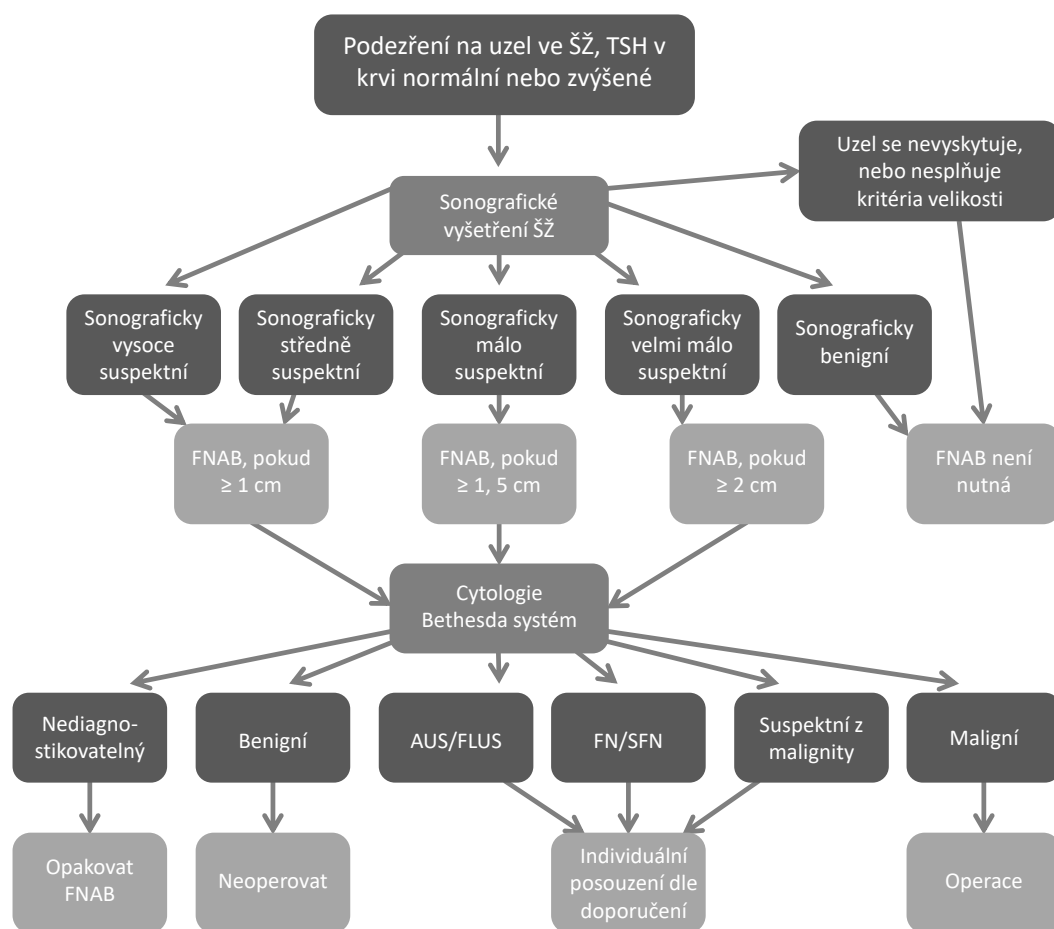 Podezření na uzel ve ŠŽ, TSH v
krvi normální nebo zvýšené
Uzel se nevyskytuje,
nebo nesplňuje
kritéria velikosti
Sonografické
vyšetření ŠŽ
Sonograficky
vysoce
suspektní
Sonograficky
středně
suspektní
Sonograficky
málo
suspektní
Sonograficky
velmi málo
suspektní
Sonograficky
benigní
FNAB, pokud
≥ 1 cm
FNAB, pokud
≥ 1, 5 cm
FNAB, pokud
≥ 2 cm
FNAB není
nutná
Cytologie
Bethesda systém
Nediagno-
stikovatelný
Benigní
AUS/FLUS
FN/SFN
Suspektní z
malignity
Maligní
Opakovat
FNAB
Neoperovat
Individuální
posouzení dle
doporučení
Operace